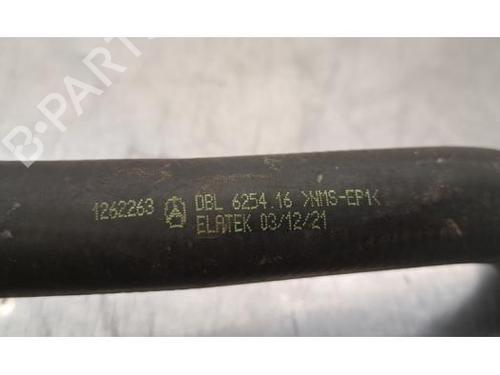 B-PARTS
1262263 DBL 6254.16 >NMS-EP1<
ELATEK 03/12/21